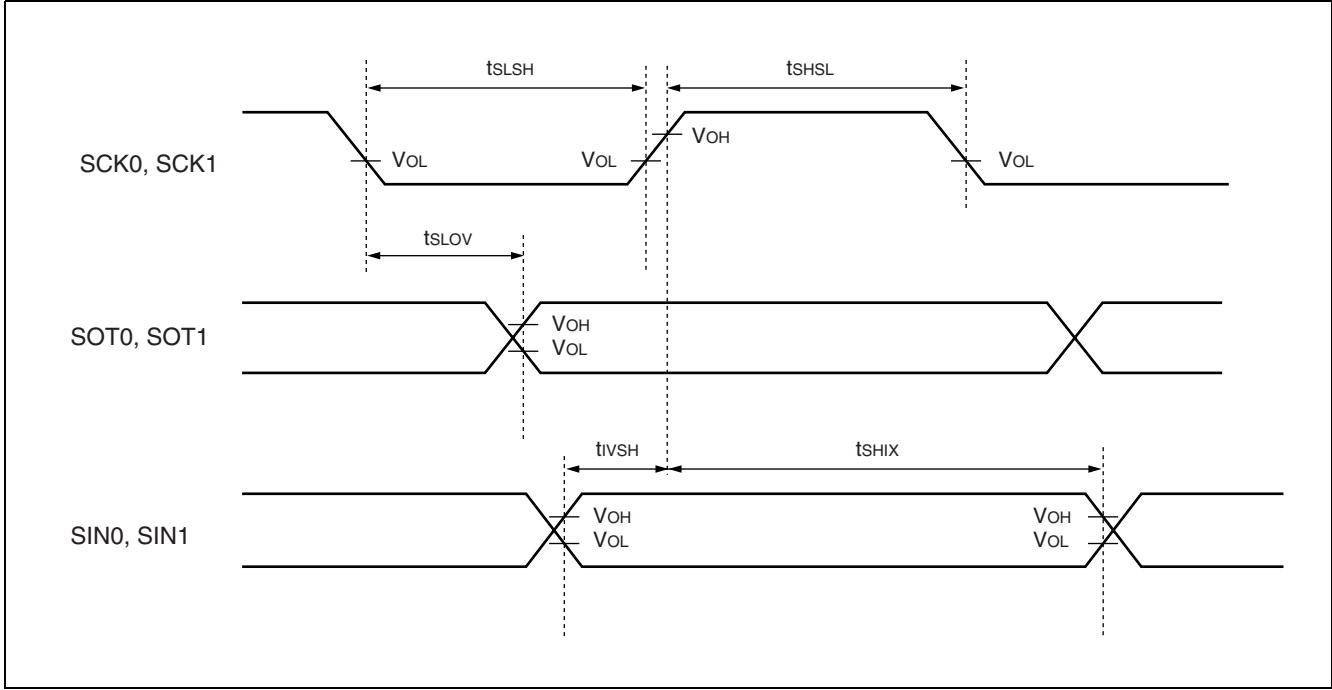 tSLSH tSHSL
VOH
SCK0, SCK1 VOL VOL VOL
tSLOV
VOH
SOT0, SOT1
VOL
tIVSH tSHIX
VOH VOH
SIN0, SIN1 VOL VOL